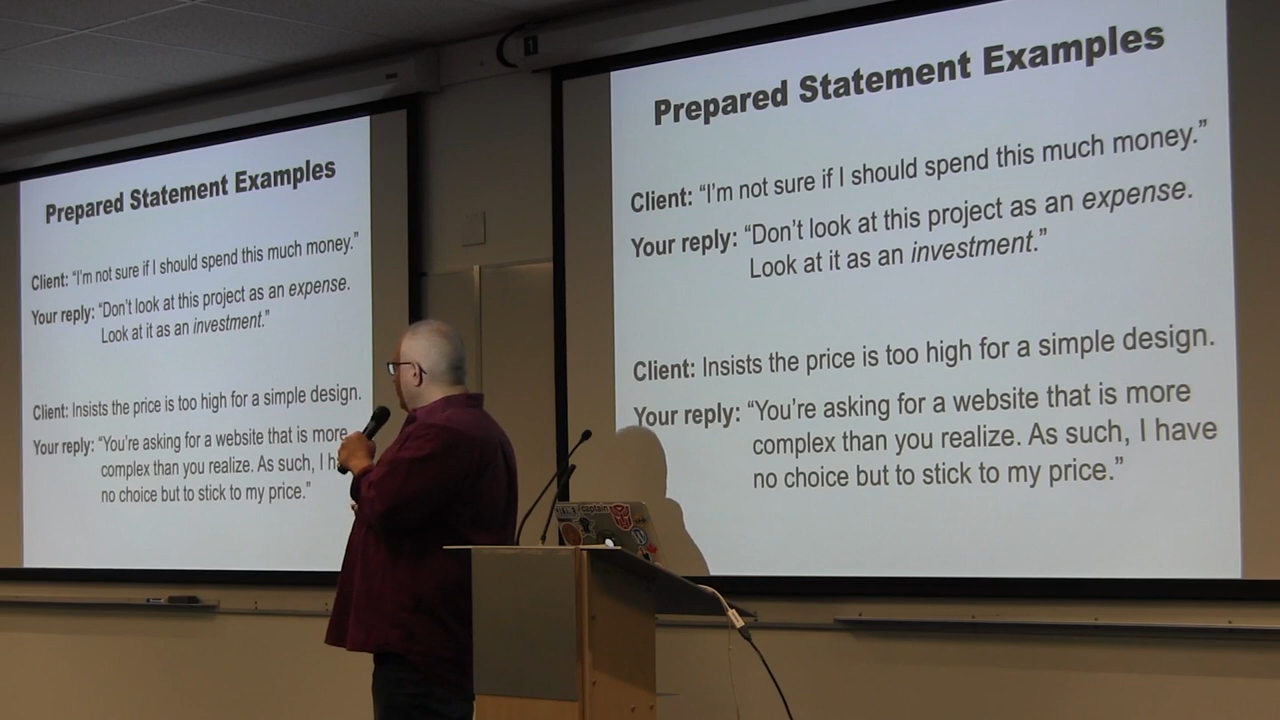 Prepared Statement Examples
Client: “I’m not sure if I should spend this much money.”
Your reply: “Don’t look at this project as an expense.
Look at it as an investment.”
Client: Insists the price is too high for a simple design.
Your reply: “You’re asking for a website that is more
complex than you realize. As such, I h
no choice but to stick to my price.”
Prepared Statement Examples
Client: “I’m not sure if I should spend this much money.”
Your reply: “Don’t look at this project as an expense.
Look at it as an investment.”
Client: Insists the price is too high for a simple design.
Your reply: “You’re asking for a website that is more
complex than you realize. As such, I have
no choice but to stick to my price.”
1
captain